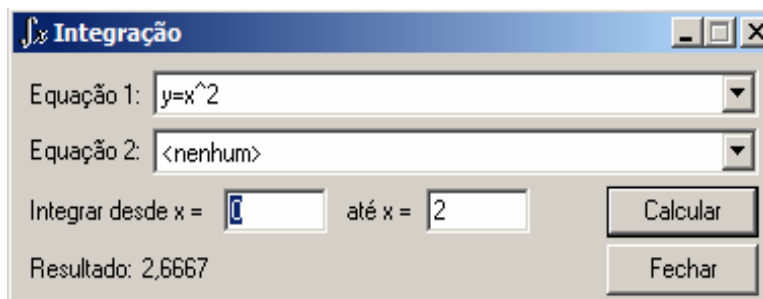 ∫x Integração
Equação 1: y=x^2
Equação 2: <nenhum>
Integrar desde x = 0 até x = 2 Calcular
Resultado: 2,6667 Fechar